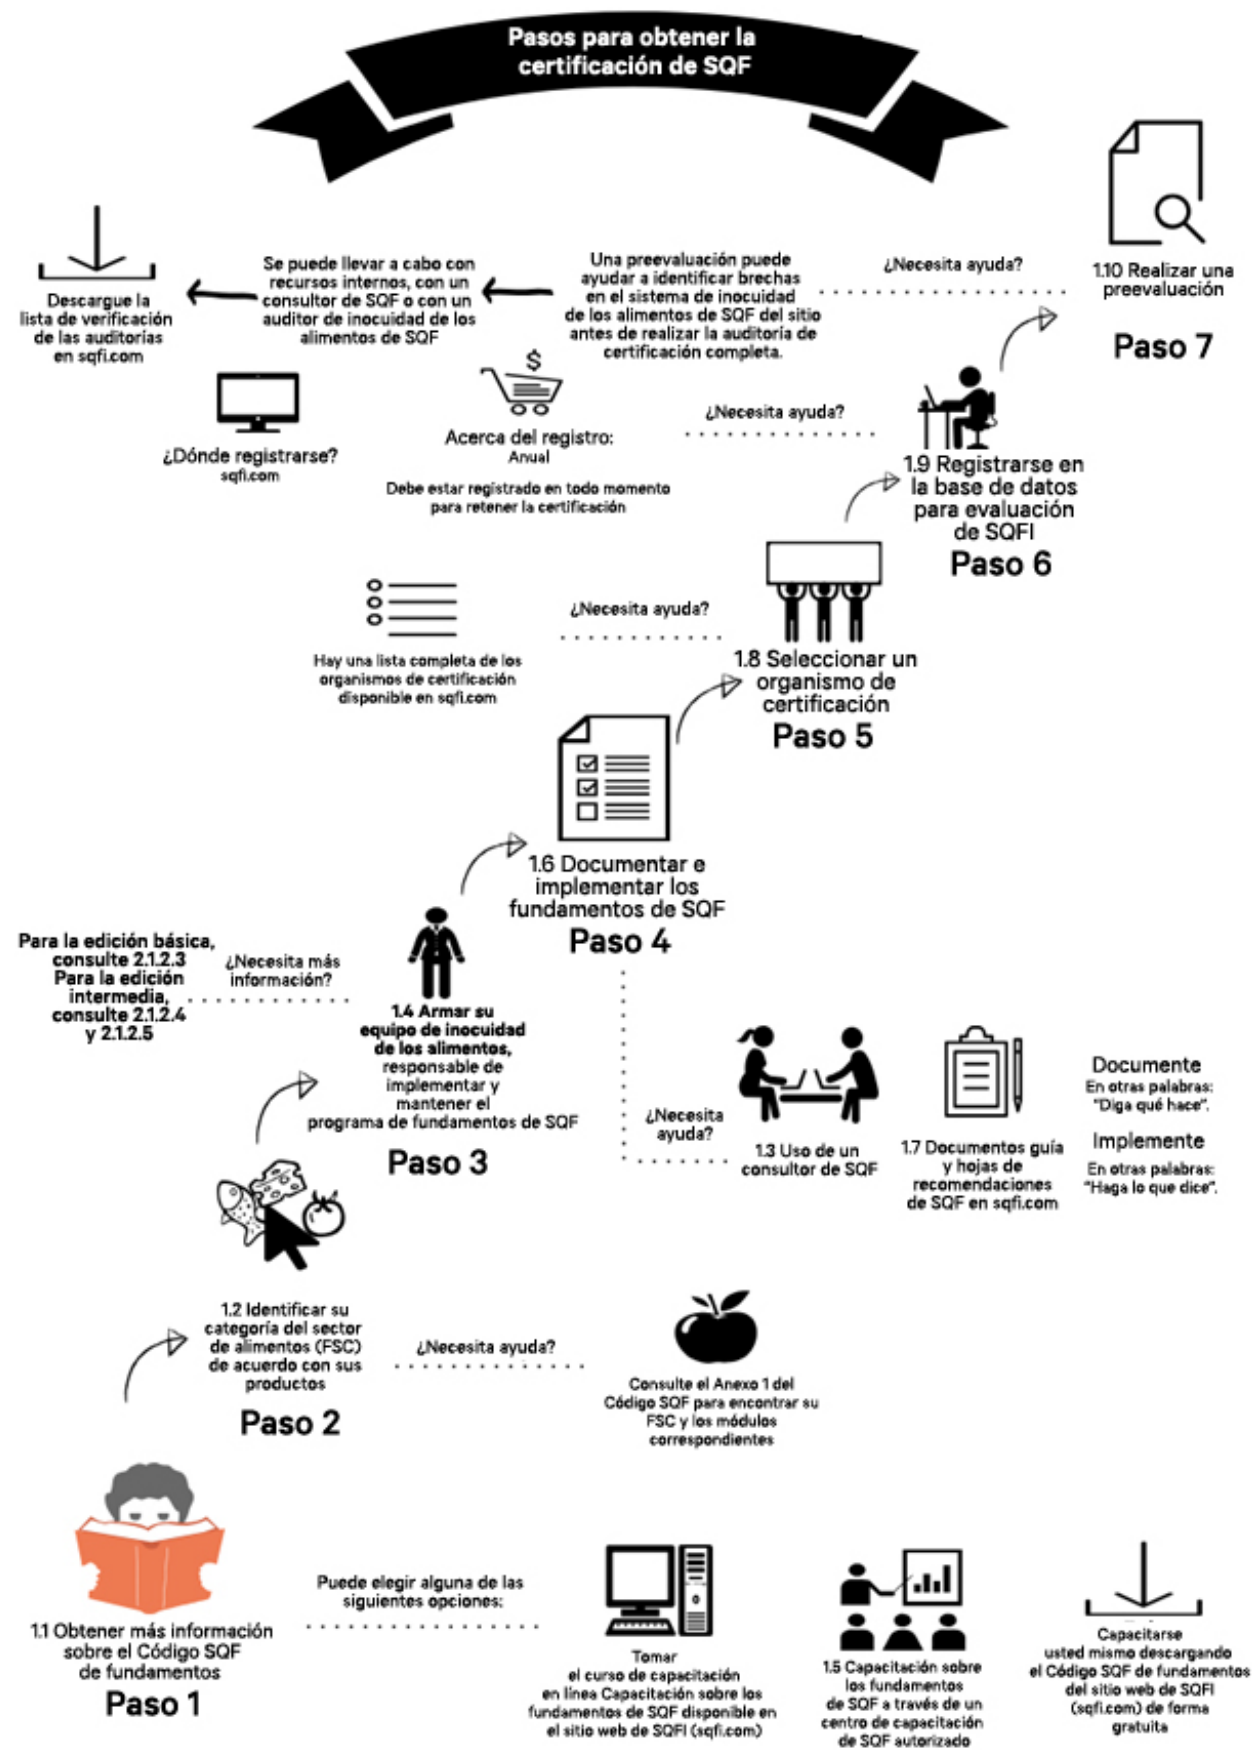 Pasos para obtener la
certificación de SQF
1.10 Realizar una
preevaluación
Paso 7
¿Necesita ayuda?
Una preevaluación puede
ayudar a identificar brechas
en el sistema de inocuidad
de los alimentos de SQF del sitio
antes de realizar la auditoría de
certificación completa.
Se puede llevar a cabo con
recursos internos, con un
consultor de SQF o con un
auditor de inocuidad de los
alimentos de SQF
Descargue la
lista de verificación
de las auditorías
en sqfi.com
¿Dónde registrarse?
sqfi.com
$
Acerca del registro:
Anual
Debe estar registrado en todo momento
para retener la certificación
¿Necesita ayuda?
1.9 Registrarse en
la base de datos
para evaluación
de SQFI
Paso 6
Hay una lista completa de los
organismos de certificación
disponible en sqfi.com
¿Necesita ayuda?
1.8 Seleccionar un
organismo de
certificación
Paso 5
1.6 Documentar e
implementar los
fundamentos de SQF
Paso 4
Para la edición básica,
consulte 2.1.2.3
Para la edición
intermedia,
consulte 2.1.2.4
y 2.1.2.5
¿Necesita más
información?
1.4 Armar su
equipo de inocuidad
de los alimentos,
responsable de
implementar y
mantener el
programa de fundamentos de SQF
Paso 3
¿Necesita
ayuda?
1.3 Uso de un
consultor de SQF
1.7 Documentos guía
y hojas de
recomendaciones
de SQF en sqfi.com
Documente
En otras palabras:
"Diga qué hace".
Implemente
En otras palabras:
"Haga lo que dice".
1.2 Identificar su
categoría del sector
de alimentos (FSC)
de acuerdo con sus
productos
Paso 2
¿Necesita ayuda?
Consulte el Anexo 1 del
Código SQF para encontrar su
FSC y los módulos
correspondientes
1.1 Obtener más información
sobre el Código SQF
de fundamentos
Paso 1
Puede elegir alguna de las
siguientes opciones:
Tomar
el curso de capacitación
en línea Capacitación sobre los
fundamentos de SQF disponible en
el sitio web de SQFI (sqfi.com)
1.5 Capacitación sobre
los fundamentos
de SQF a través de un
centro de capacitación
de SQF autorizado
Capacitarse
usted mismo descargando
el Código SQF de fundamentos
del sitio web de SQFI
(sqfi.com) de forma
gratuita